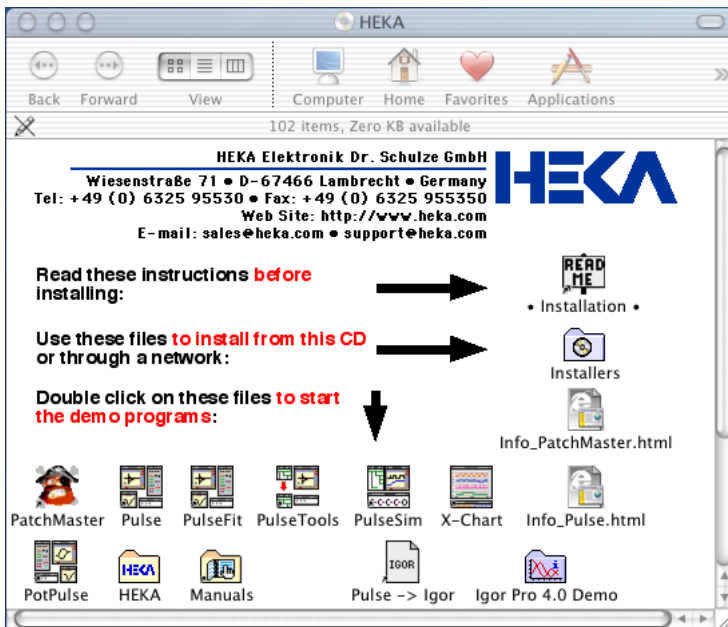 HEKA
Back Forward View Computer Home Favorites Applications
102 items, Zero KB available
HEKA Elektronik Dr. Schulze GmbH
HEKA
Wiesenstraße 71 • D-67466 Lambrecht • Germany
Tel: +49 (0) 6325 95530 • Fax: +49 (0) 6325 955350
Web Site: http://www.heka.com
E-mail: sales@heka.com • support@heka.com
Read these instructions before
installing:
READ
ME
• Installation •
Use these files to install from this CD
or through a network:
Installers
Double click on these files to start
the demo programs:
Info_PatchMaster.html
PatchMaster Pulse PulseFit PulseTools PulseSim X-Chart Info_Pulse.html
HEKA
IGOR
PotPulse HEKA Manuals Pulse -> Igor Igor Pro 4.0 Demo